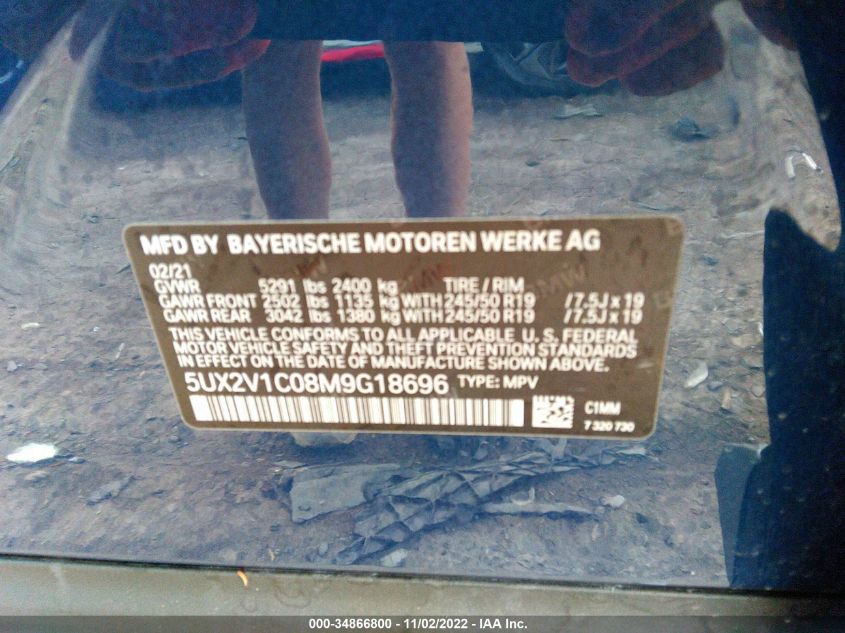 MFD BY BAYERISCHE MOTOREN WERKE AG
02/21
GVWR 5291 lbs 2400 kg TIRE / RIM
GAWR FRONT 2502 lbs 1135 kg WITH 245/50 R19 /7.5J x 19
GAWR REAR 3042 lbs 1380 kg WITH 245/50 R19 /7.5J x 19
THIS VEHICLE CONFORMS TO ALL APPLICABLE U. S. FEDERAL
MOTOR VEHICLE SAFETY AND THEFT PREVENTION STANDARDS
IN EFFECT ON THE DATE OF MANUFACTURE SHOWN ABOVE.
5UX2V1C08M9G18696 TYPE: MPV
C1MM
7 320 730
000-34866800 - 11/02/2022 - IAA Inc.